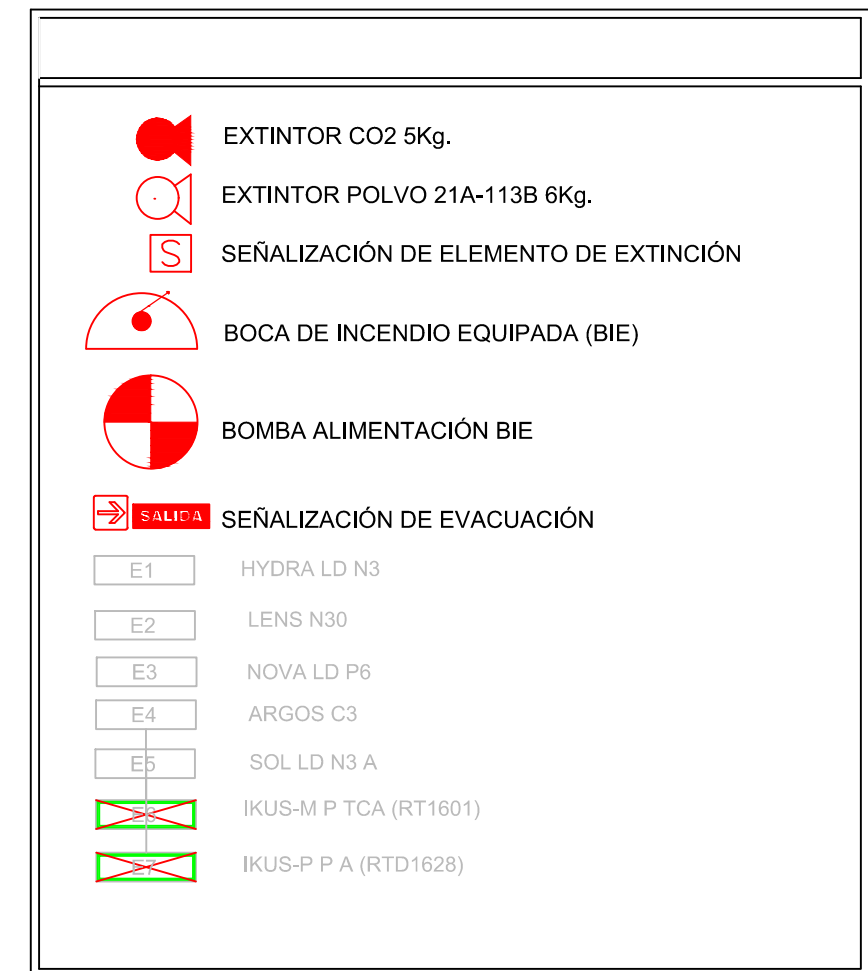 EXTINTOR CO2 5Kg.
EXTINTOR POLVO 21A-113B 6Kg.
S SEÑALIZACIÓN DE ELEMENTO DE EXTINCIÓN
BOCA DE INCENDIO EQUIPADA (BIE)
BOMBA ALIMENTACIÓN BIE
SALIDA SEÑALIZACIÓN DE EVACUACIÓN
E1 HYDRA LD N3
E2 LENS N30
E3 NOVA LD P6
E4 ARGOS C3
E5 SOL LD N3 A
E6 IKUS-M P TCA (RT1601)
E7 IKUS-P P A (RTD1628)